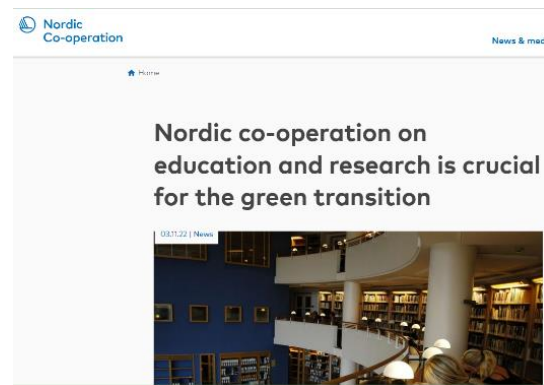 Nordic
Co-operation
News & med
Home
Nordic co-operation on
education and research is crucial
for the green transition
03.11.22 | News